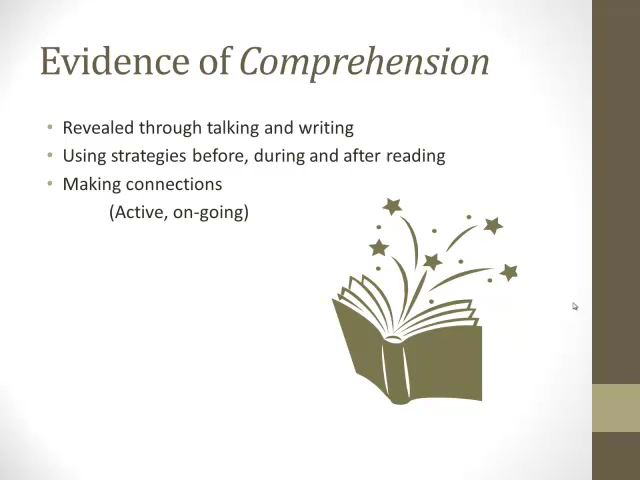 Evidence of Comprehension
• Revealed through talking and writing
• Using strategies before, during and after reading
• Making connections
(Active, on-going)